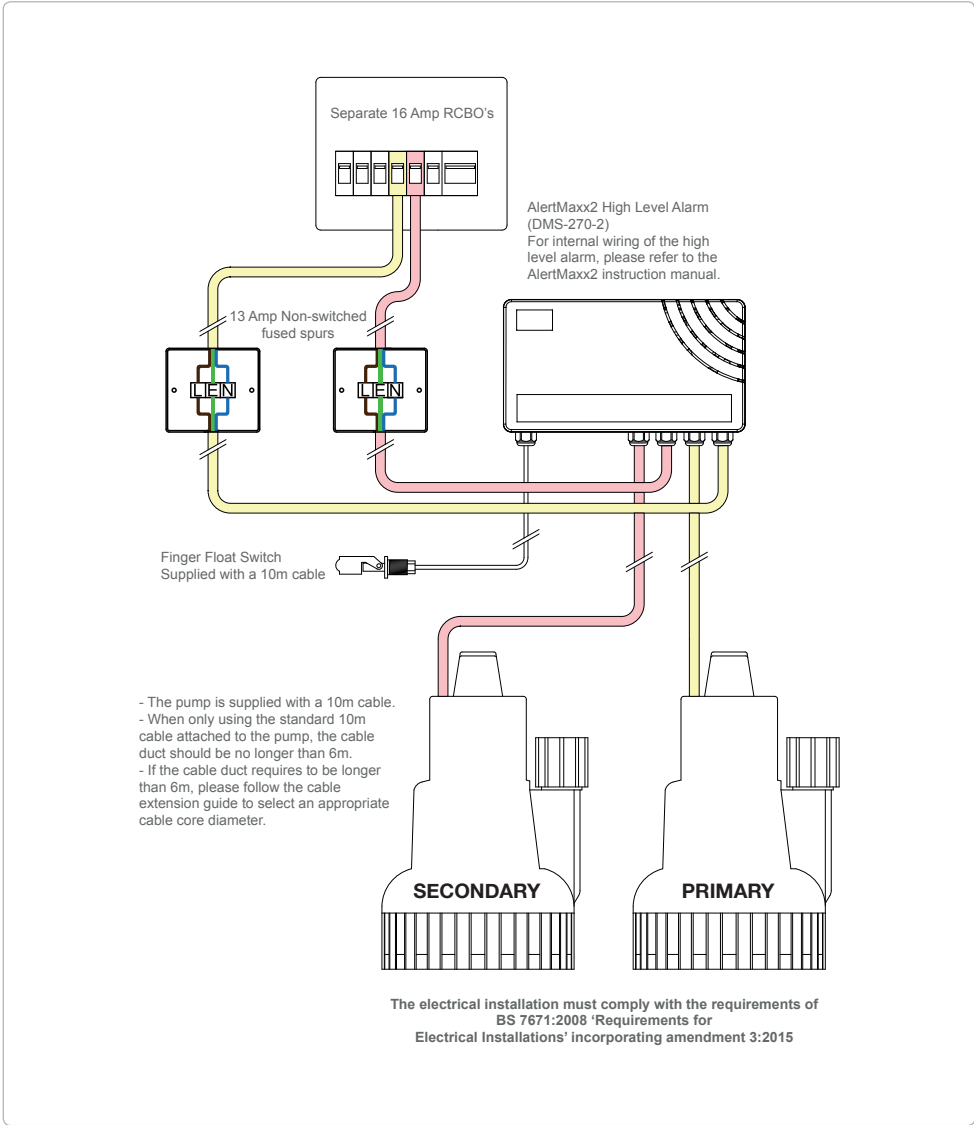 Separate 16 Amp RCBO's
AlertMaxx2 High Level Alarm
(DMS-270-2)
For internal wiring of the high
level alarm, please refer to the
AlertMaxx2 instruction manual.
13 Amp Non-switched
fused spurs
L E N
L E N
Finger Float Switch
Supplied with a 10m cable
- The pump is supplied with a 10m cable.
- When only using the standard 10m
cable attached to the pump, the cable
duct should be no longer than 6m.
- If the cable duct requires to be longer
than 6m, please follow the cable
extension guide to select an appropriate
cable core diameter.
SECONDARY
PRIMARY
The electrical installation must comply with the requirements of
BS 7671:2008 ‘Requirements for
Electrical Installations’ incorporating amendment 3:2015